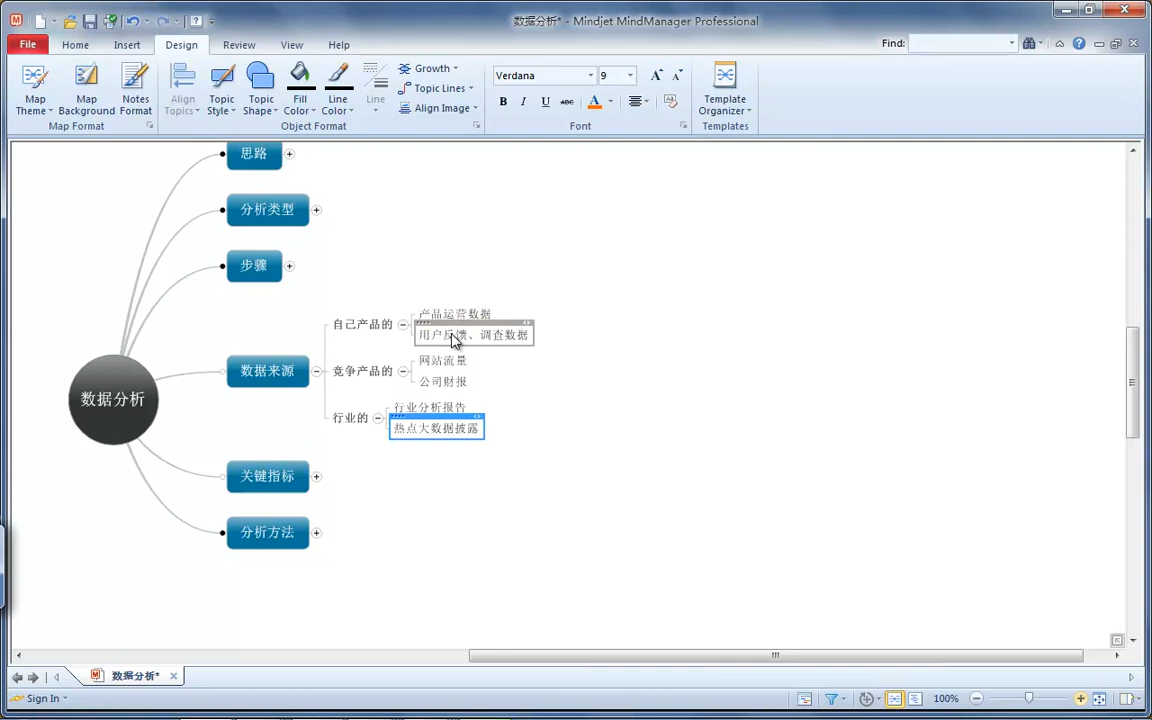 数据分析* - Mindjet MindManager Professional
File Home Insert Design Review View Help Find:
Map Theme
Map Background
Notes Format
Align Topics
Topic Style
Topic Shape
Fill Color
Line Color
Line
Growth
Topic Lines
Align Image
Verdana 9
B I U abc A
Template Organizer
Map Format Object Format Font Templates
思路
分析类型
步骤
产品运营数据
自己产品的
用户反馈、调查数据
网站流量
数据来源
竞争产品的
公司财报
数据分析
行业分析报告
行业的
热点大数据披露
关键指标
分析方法
数据分析*
Sign In 100%